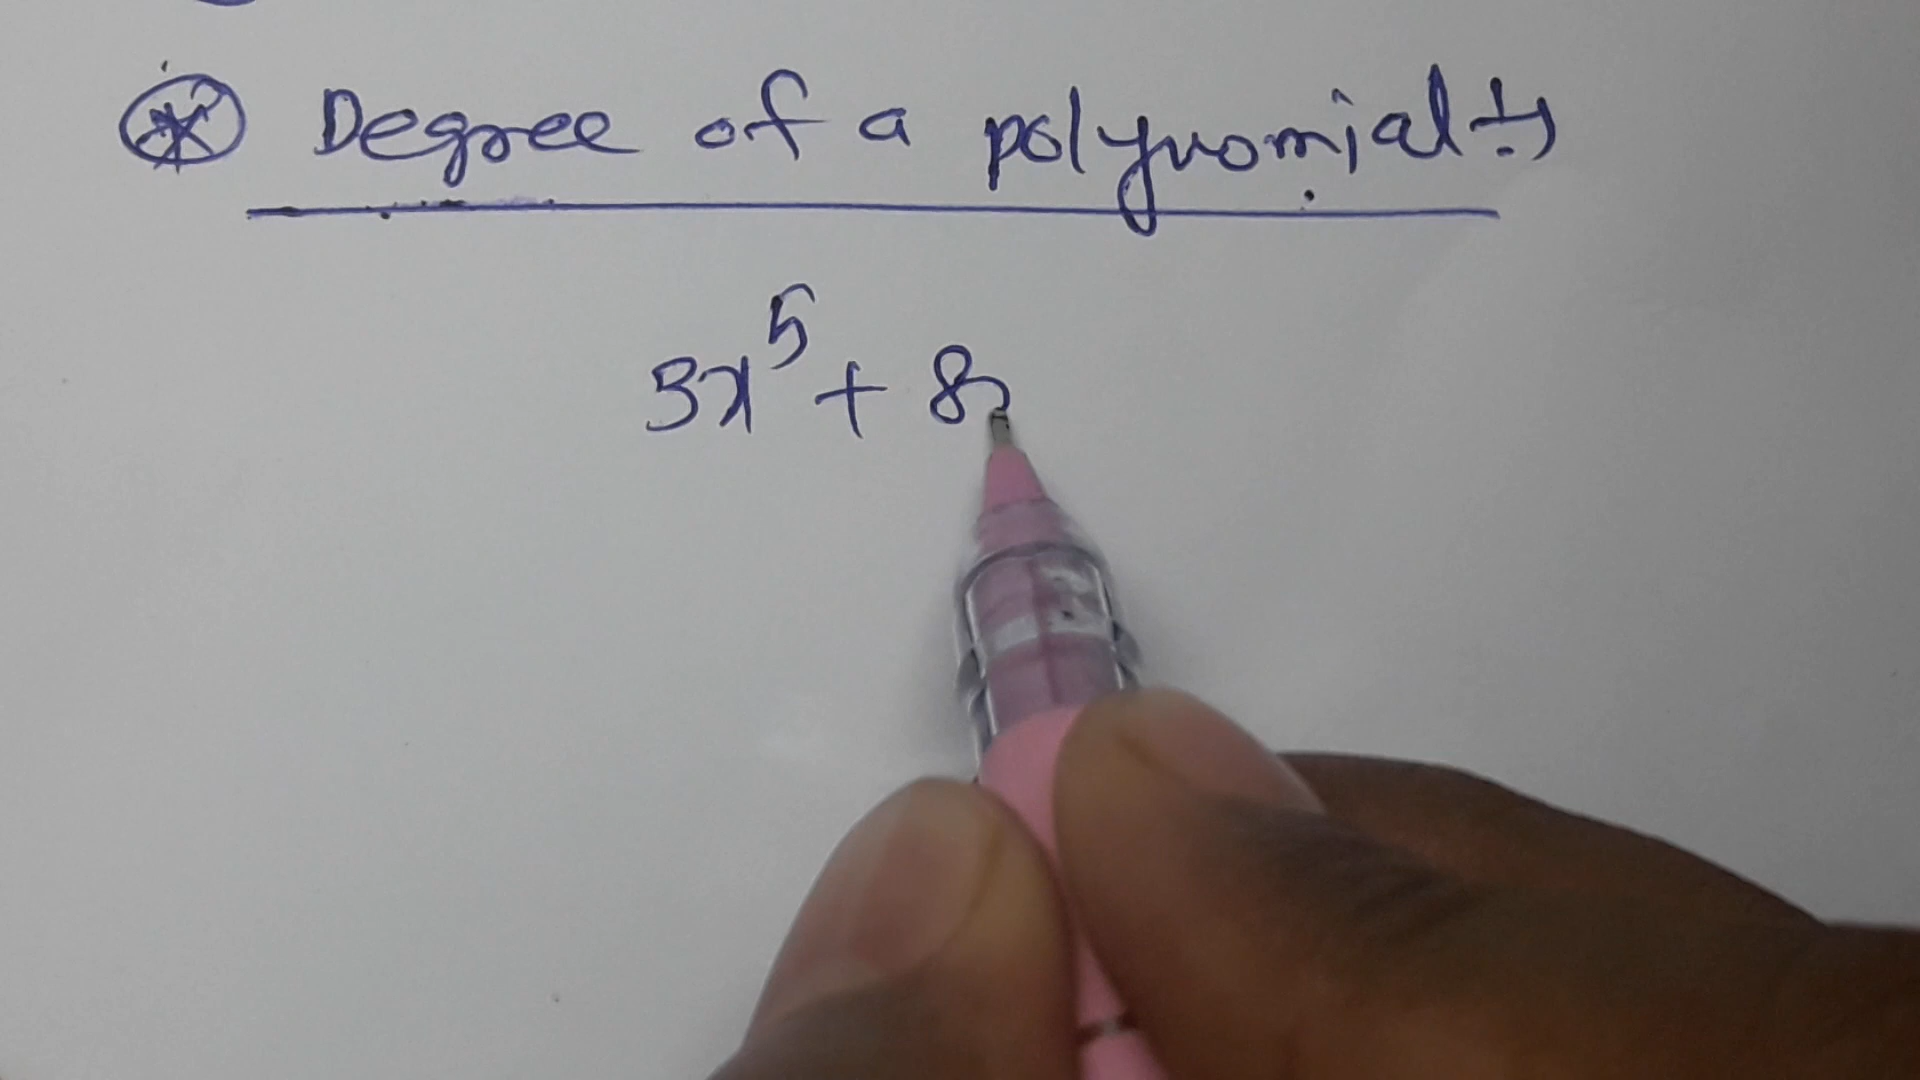 Degree of a polynomial :-
3x⁵ + 8